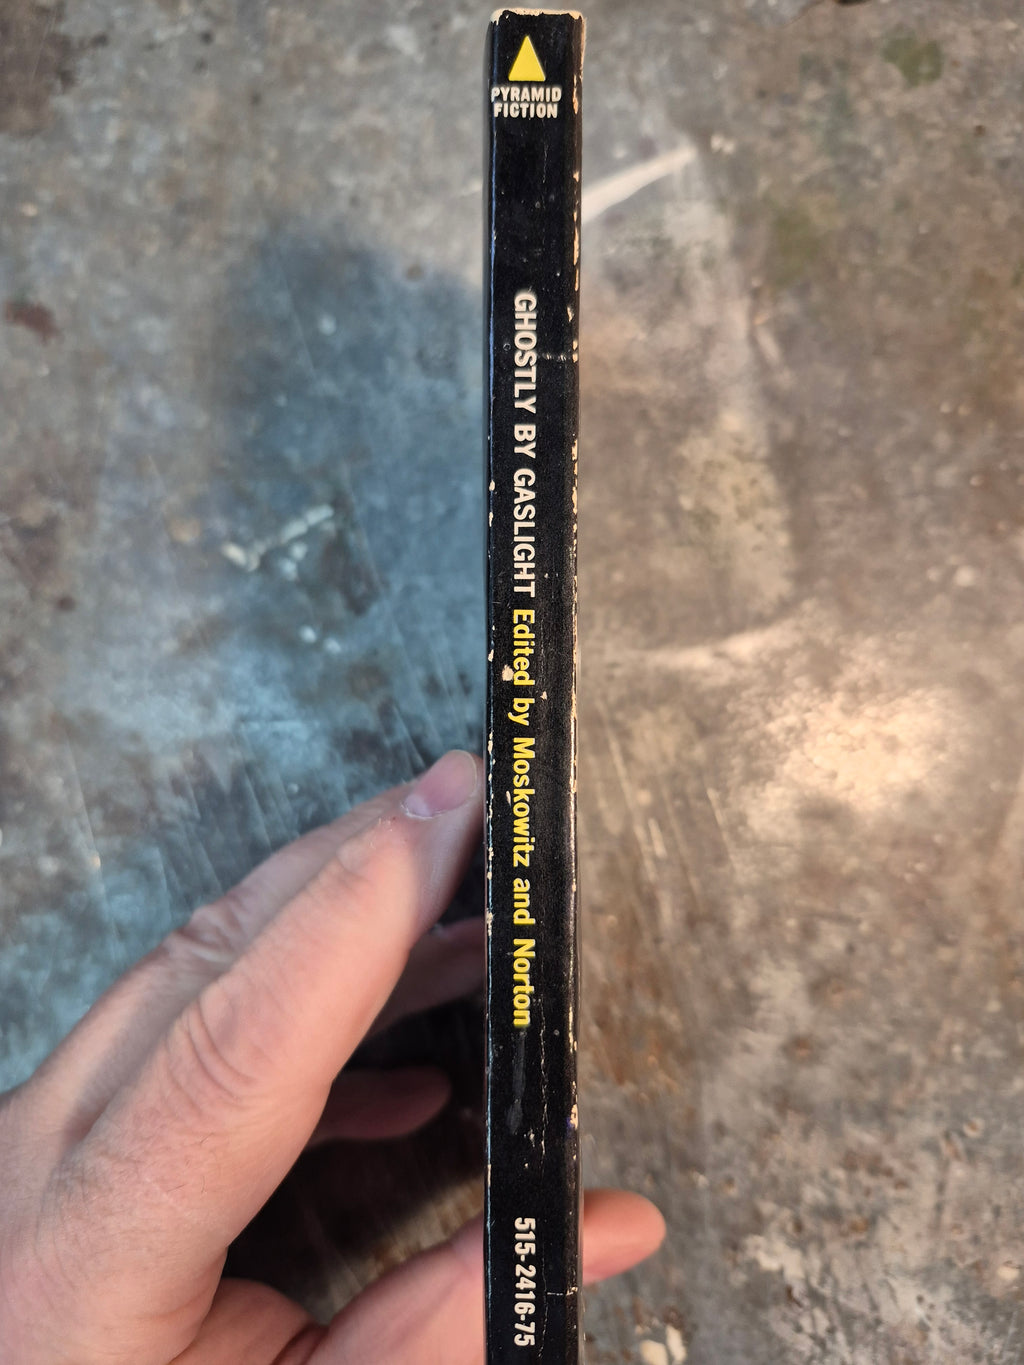 PYRAMID
FICTION
GHOSTLY BY GASLIGHT Edited by Moskowitz and Norton
515-2416-75